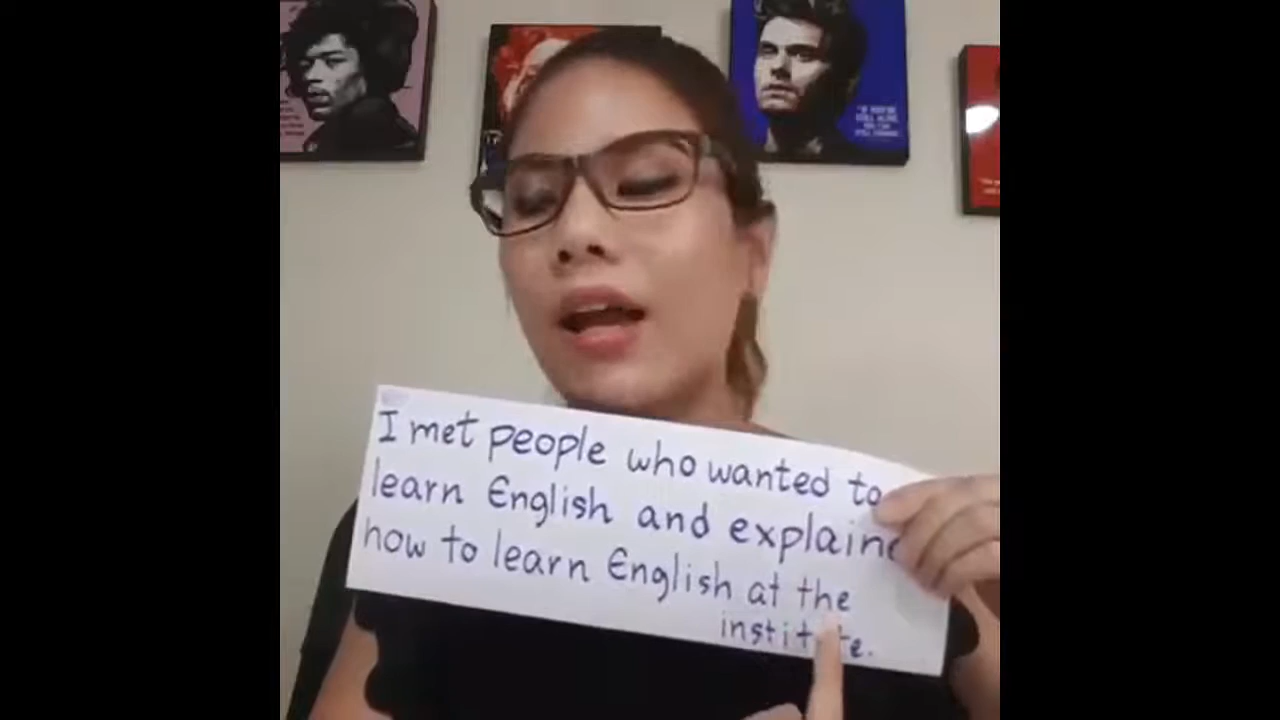 I met people who wanted to
learn English and explained
how to learn English at the
institute.